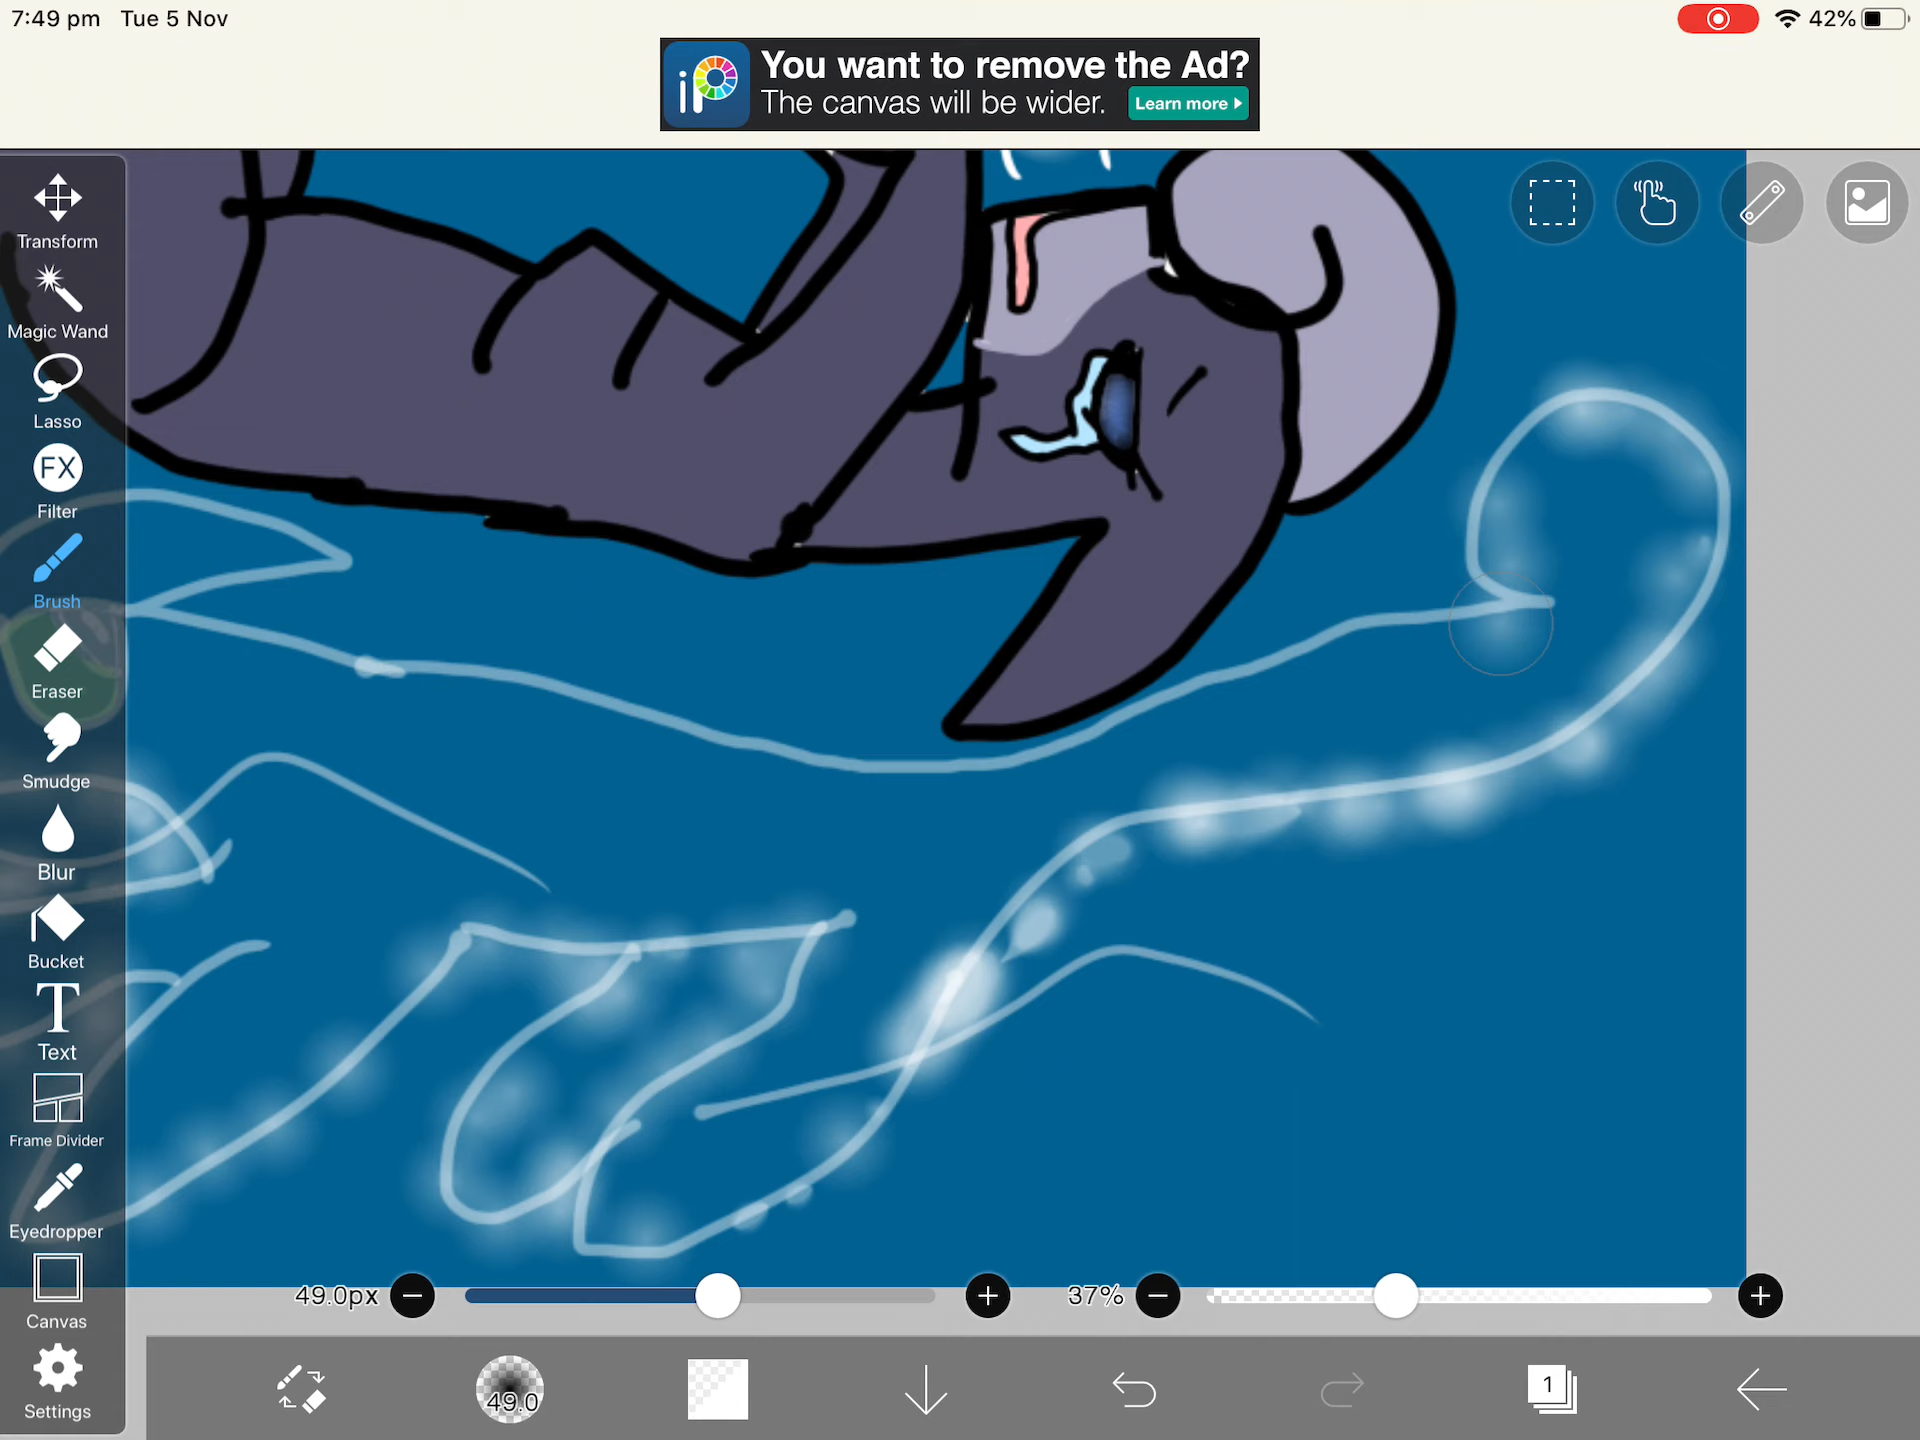 7:49 pm Tue 5 Nov
42%
iP
You want to remove the Ad?
The canvas will be wider.
Learn more
Transform
Magic Wand
Lasso
FX
Filter
Brush
Eraser
Smudge
Blur
Bucket
T
Text
Frame Divider
Eyedropper
Canvas
Settings
49.0px
37%
49.0
1